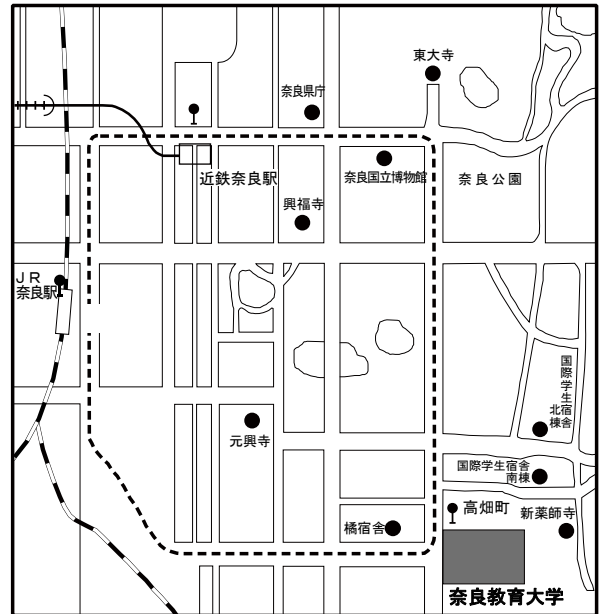 東大寺
奈良県庁
近鉄奈良駅
奈良国立博物館
奈良公園
興福寺
ＪＲ
奈良駅
国際学生宿舎
北棟
元興寺
国際学生宿舎
南棟
高畑町
新薬師寺
橘宿舎
奈良教育大学